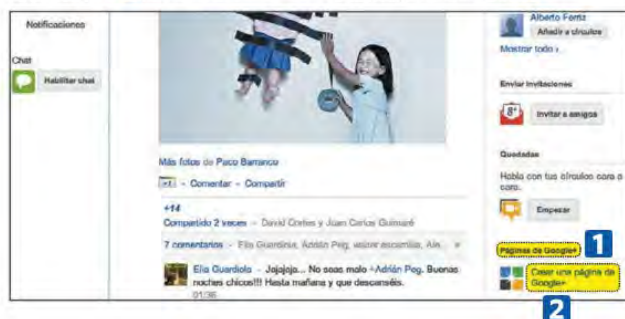 Notificaciones
Chat
Habilitar chat
Más fotos de Paco Barranco
+1 - Comentar - Compartir
+14
Compartido 2 veces - David Cortés y Juan Carlos
7 comentarios - Elia Guardiola, Adrián Peg,
Elia Guardiola - Jajajaja... No seas malo +Adrián Peg. Buenas
noches chicos!!! Hasta mañana y que descanséis.
01:36
Alberto
Añadir a círculos
Mostrar todo ›
Enviar invitaciones
Invitar a amigos
Quedadas
Habla con tus círculos cara a
cara.
Empezar
Páginas de Google+
1
Crear una página de
Google+
2